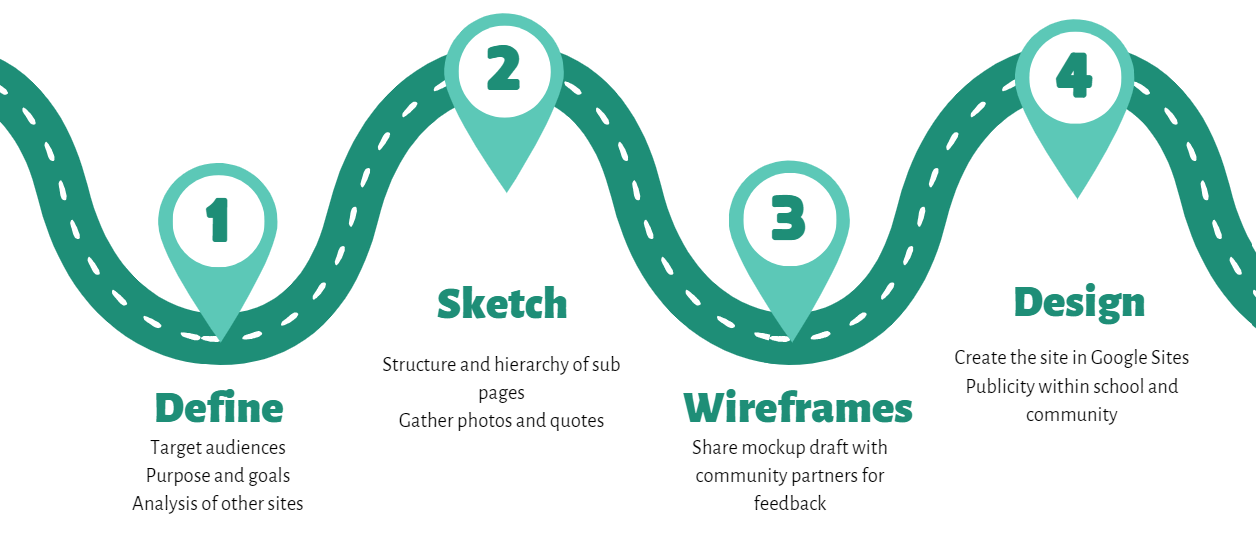 1
Define
Target audiences
Purpose and goals
Analysis of other sites
2
Sketch
Structure and hierarchy of sub
pages
Gather photos and quotes
3
Wireframes
Share mockup draft with
community partners for
feedback
4
Design
Create the site in Google Sites
Publicity within school and
community